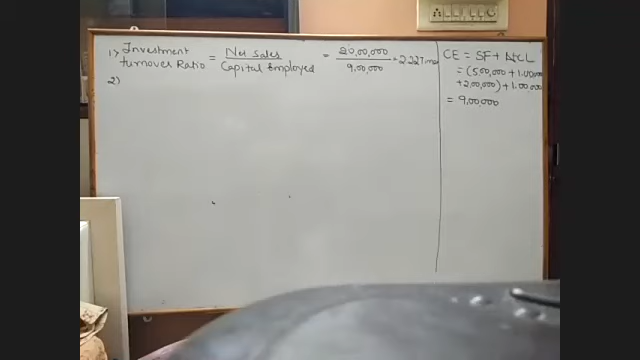 1> Investment turnover Ratio = Net Sales / Capital Employed = 20,00,000 / 9,00,000 = 2.22 Times
2)
CE = SF + NCL
= (5,00,000 + 1,00,000
+ 2,00,000) + 1,00,000
= 9,00,000